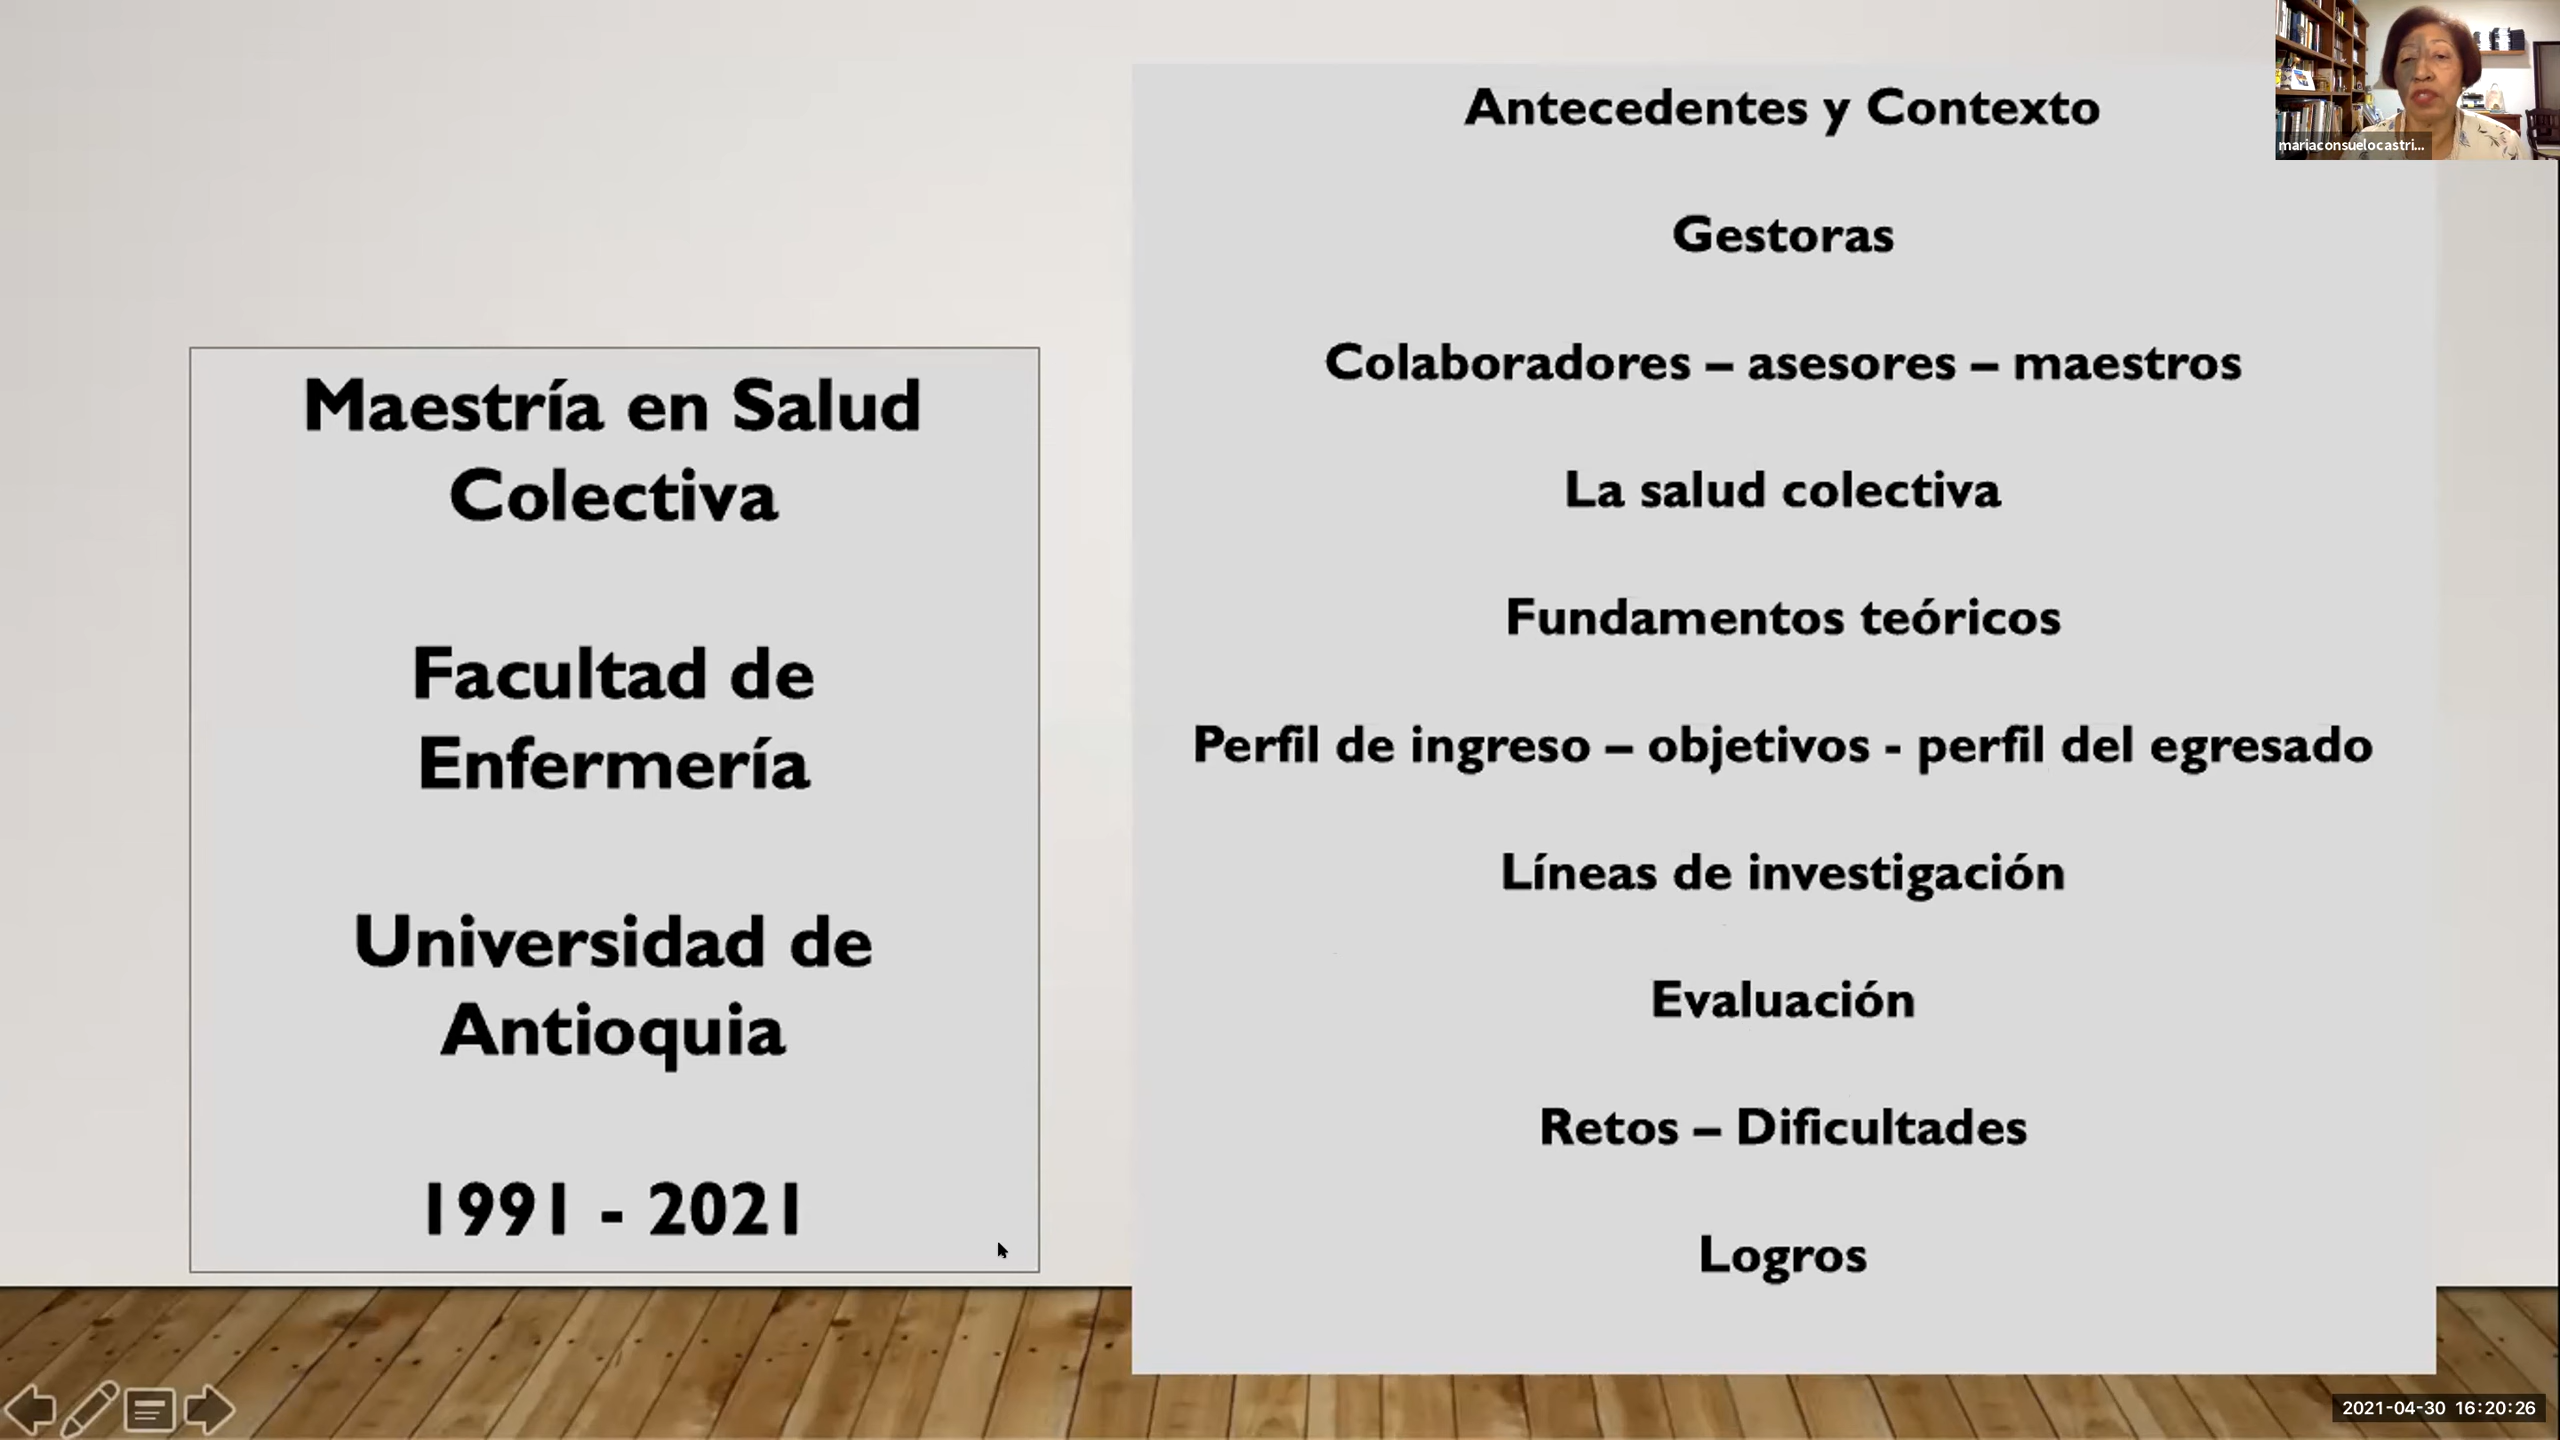 Maestría en Salud
Colectiva
Facultad de
Enfermería
Universidad de
Antioquia
1991 - 2021
Antecedentes y Contexto
Gestoras
Colaboradores – asesores – maestros
La salud colectiva
Fundamentos teóricos
Perfil de ingreso – objetivos - perfil del egresado
Líneas de investigación
Evaluación
Retos – Dificultades
Logros
mariaconsuelocastri...
2021-04-30 16:20:26